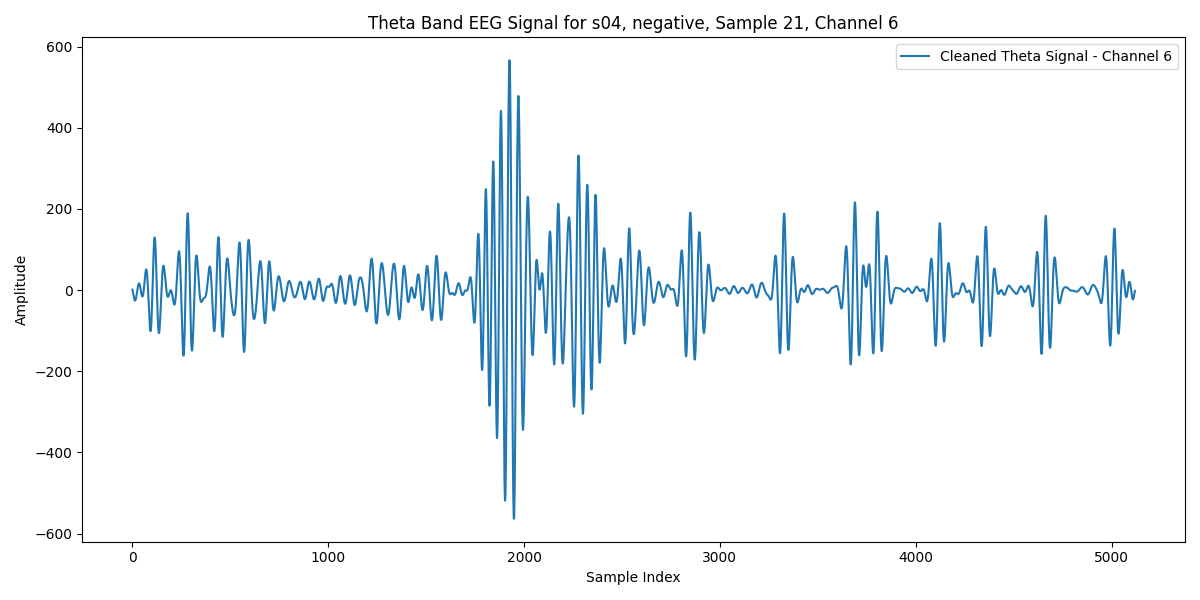 Theta Band EEG Signal for s04, negative, Sample 21, Channel 6
Cleaned Theta Signal - Channel 6
600
400
200
0
−200
−400
−600
Amplitude
0 1000 2000 3000 4000 5000
Sample Index